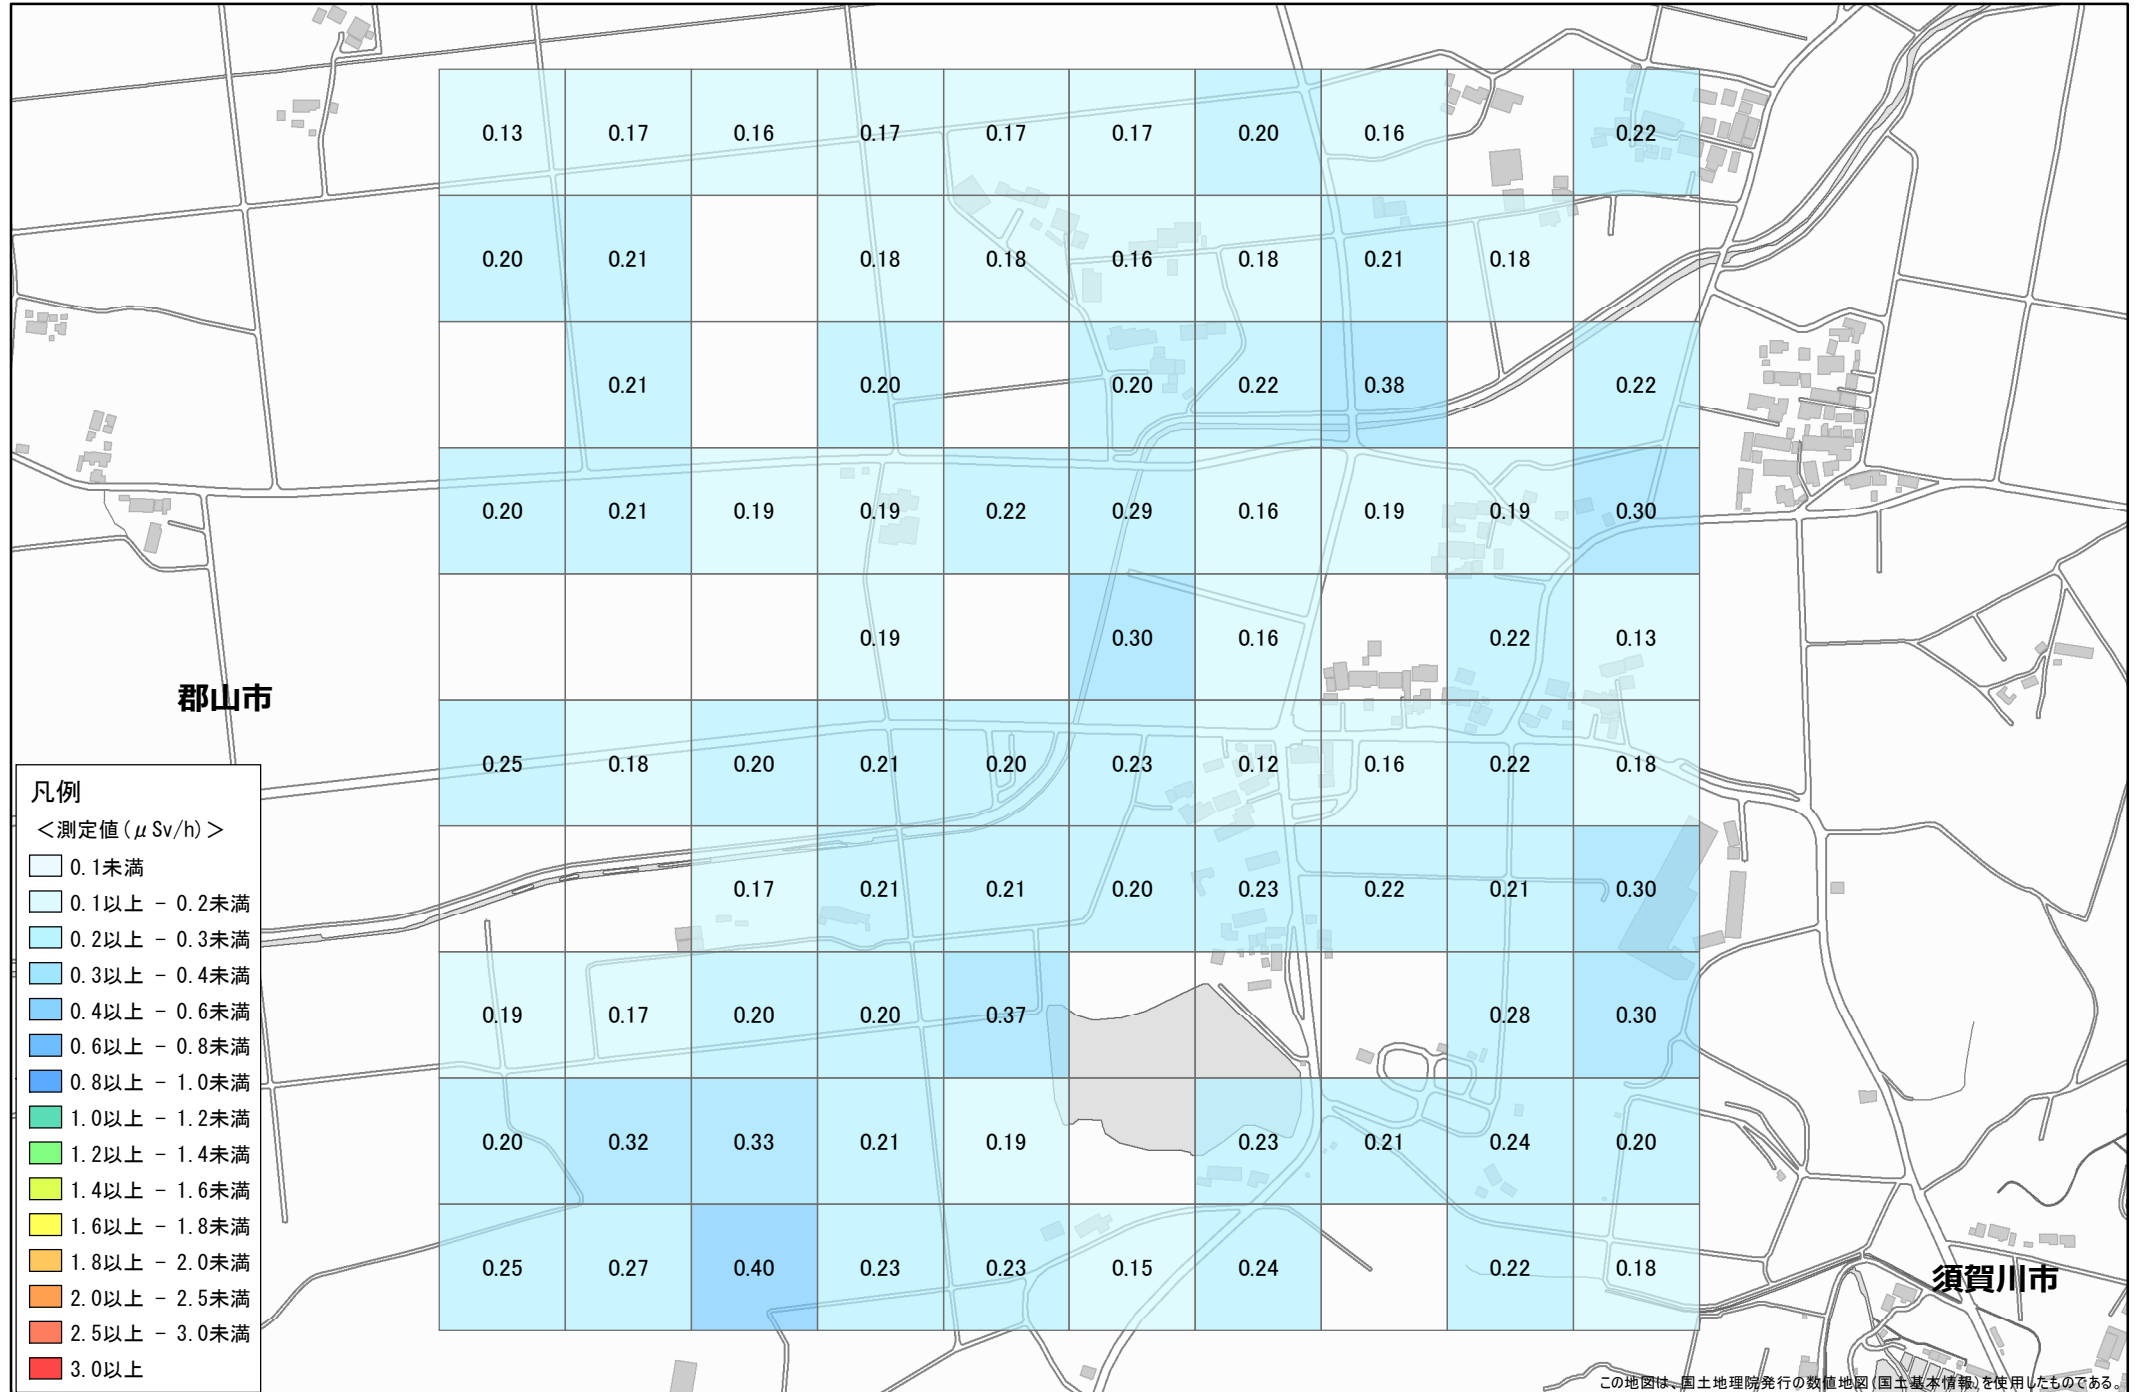 0.13 0.17 0.16 0.17 0.17 0.17 0.20 0.16 0.22
0.20 0.21 0.18 0.18 0.16 0.18 0.21 0.18
0.21 0.20 0.20 0.22 0.38 0.22
0.20 0.21 0.19 0.19 0.22 0.29 0.16 0.19 0.19 0.30
0.19 0.30 0.16 0.22 0.13
郡山市
0.25 0.18 0.20 0.21 0.20 0.23 0.12 0.16 0.22 0.18
0.17 0.21 0.21 0.20 0.23 0.22 0.21 0.30
0.19 0.17 0.20 0.20 0.37 0.28 0.30
0.20 0.32 0.33 0.21 0.19 0.23 0.21 0.24 0.20
0.25 0.27 0.40 0.23 0.23 0.15 0.24 0.22 0.18
須賀川市
凡例
＜測定値(μSv/h)＞
0.1未満
0.1以上 - 0.2未満
0.2以上 - 0.3未満
0.3以上 - 0.4未満
0.4以上 - 0.6未満
0.6以上 - 0.8未満
0.8以上 - 1.0未満
1.0以上 - 1.2未満
1.2以上 - 1.4未満
1.4以上 - 1.6未満
1.6以上 - 1.8未満
1.8以上 - 2.0未満
2.0以上 - 2.5未満
2.5以上 - 3.0未満
3.0以上
この地図は、国土地理院発行の数値地図(国土基本情報)を使用したものである。